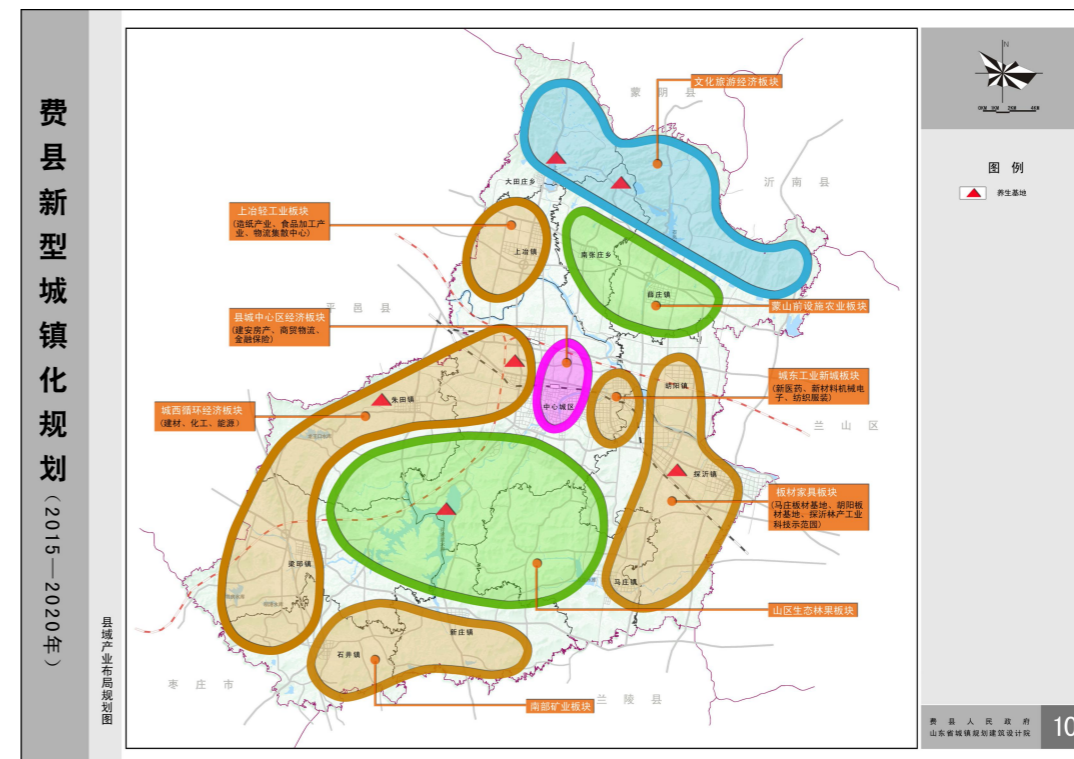 费县新型城镇化规划(2015—2020年)
县域产业布局规划图
蒙阴县
文化旅游经济板块
沂南县
大田庄乡
上冶轻工业板块
(造纸产业、食品加工产
业、物流集散中心)
上冶镇
南张庄乡
薛庄镇
蒙山前设施农业板块
平邑县
县城中心区经济板块
(建安房产、商贸物流、
金融保险)
城东工业新城板块
(新医药、新材料机械电
子、纺织服装)
胡阳镇
朱田镇
中心城区
城西循环经济板块
(建材、化工、能源)
兰山区
探沂镇
板材家具板块
(马庄板材基地、胡阳板
材基地、探沂林产工业
科技示范园)
梁邱镇
马庄镇
山区生态林果板块
新庄镇
石井镇
枣庄市
兰陵县
南部矿业板块
N
图例
养生基地
费县人民政府
山东省城镇规划建筑设计院
10